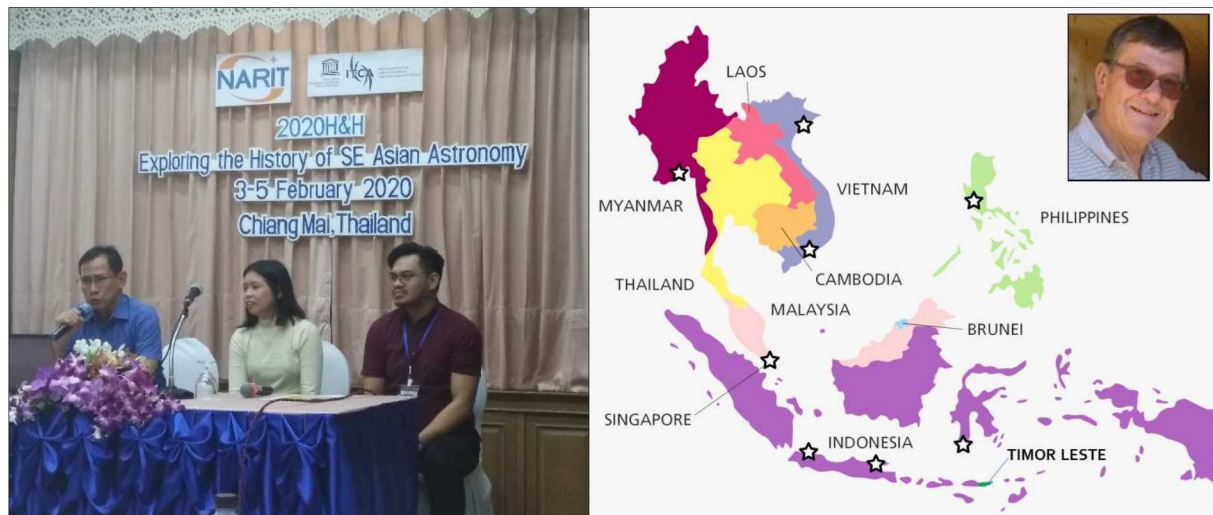 NARIT
ITCA
2020H&H
Exploring the History of SE Asian Astronomy
3-5 February 2020
Chiang Mai, Thailand
LAOS
MYANMAR
VIETNAM
PHILIPPINES
THAILAND
CAMBODIA
MALAYSIA
BRUNEI
SINGAPORE
INDONESIA
TIMOR LESTE